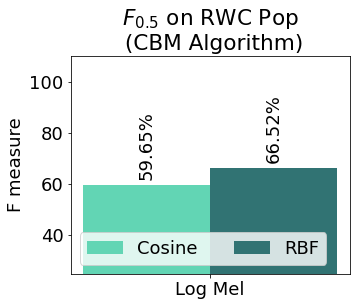 F0.5 on RWC Pop
(CBM Algorithm)
100
80
60
40
F measure
59.65%
66.52%
Cosine
RBF
Log Mel